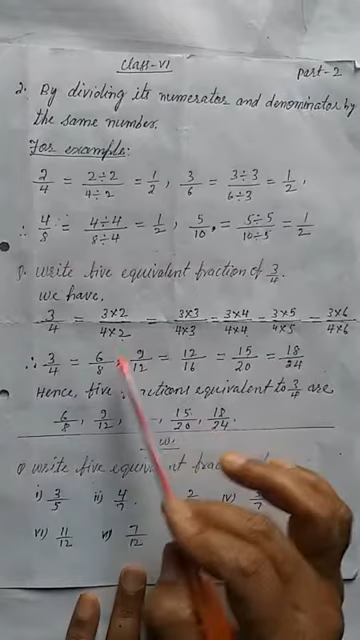 Class-VI
Part-2
2. By dividing its numerator and denominator by
the same number.
For example:
2/4 = 2÷2/4÷2 = 1/2, 3/6 = 3÷3/6÷3 = 1/2,
∴ 4/8 = 4÷4/8÷4 = 1/2, 5/10 = 5÷5/10÷5 = 1/2
Q. Write five equivalent fraction of 3/4.
We have,
3/4 = 3×2/4×2 = 3×3/4×3 = 3×4/4×4 = 3×5/4×5 = 3×6/4×6
∴ 3/4 = 6/8, 9/12 = 12/16 = 15/20 = 18/24
Hence, five fractions equivalent to 3/4 are
6/8, 9/12, , 15/20, 18/24.
Q Write five equivalent fraction
i) 3/5 ii) 4/7 2 iv) /7
vi) 11/12 v) 7/12